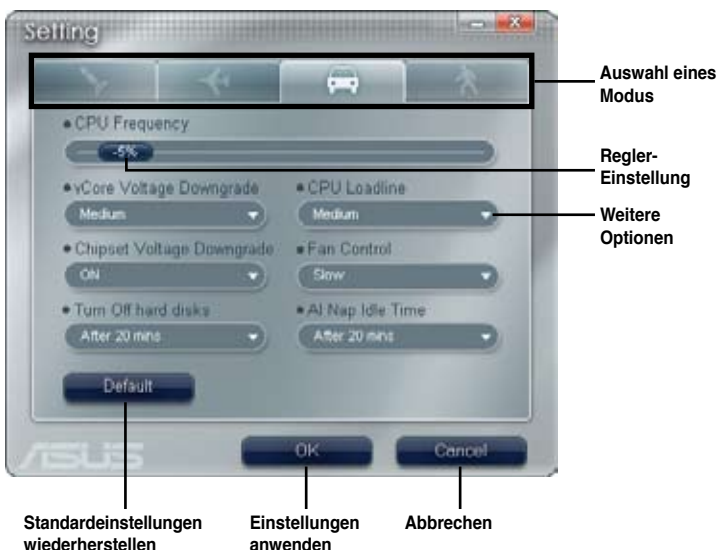 Setting
Auswahl eines
Modus
CPU Frequency
-5%
Regler-
Einstellung
vCore Voltage Downgrade
CPU Loadline
Medium
Medium
Weitere
Optionen
Chipset Voltage Downgrade
Fan Control
ON
Slow
Turn Off hard disks
AI Nap Idle Time
After 20 mins
After 20 mins
Default
ASUS
OK
Cancel
Standardeinstellungen
wiederherstellen
Einstellungen
anwenden
Abbrechen